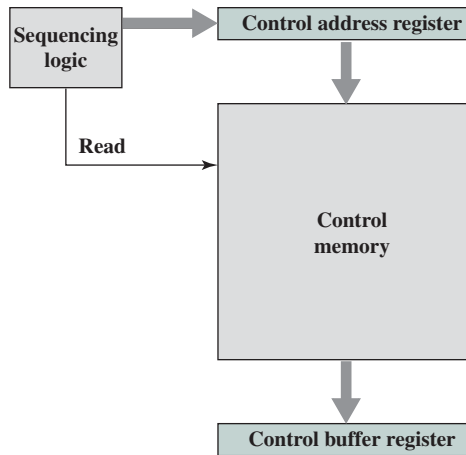 Sequencing
logic
Control address register
Read
Control
memory
Control buffer register